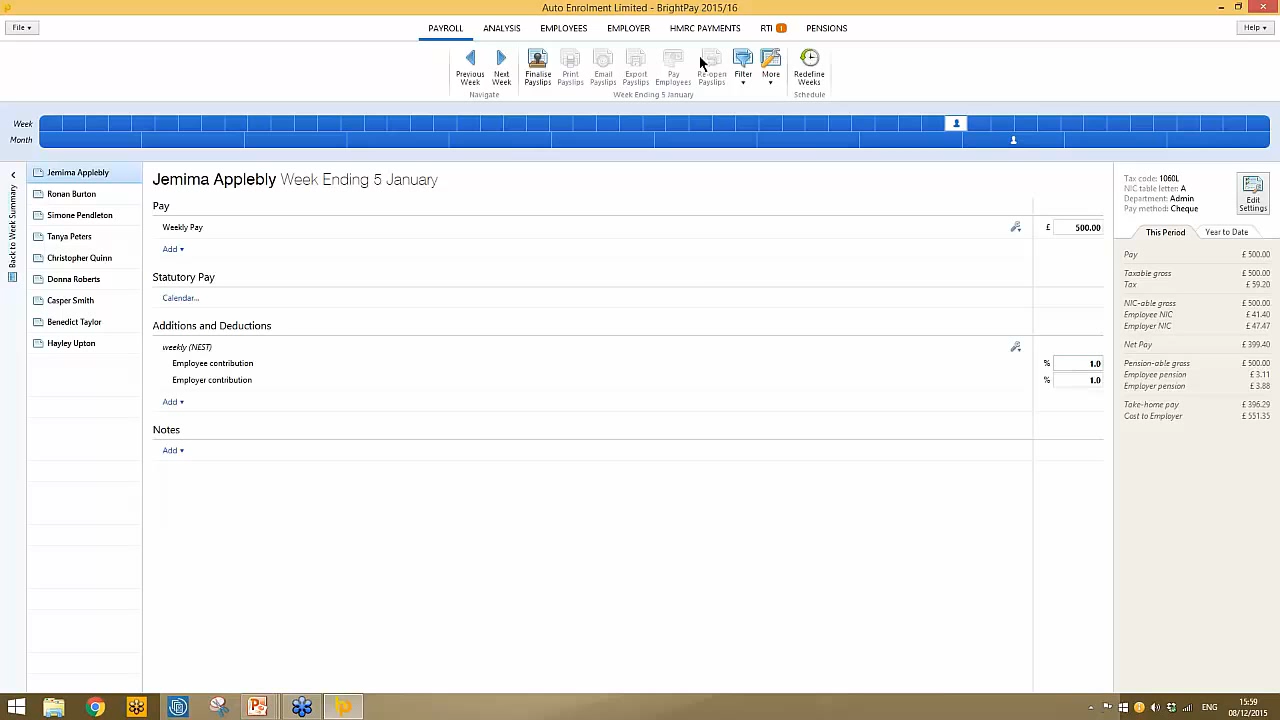 Auto Enrolment Limited - BrightPay 2015/16
File
PAYROLL ANALYSIS EMPLOYEES EMPLOYER HMRC PAYMENTS RTI 1 PENSIONS
Help
Previous Week
Next Week
Navigate
Finalise Payslips
Print Payslips
Email Payslips
Export Payslips
Pay Employees
Re-open Payslips
Filter
More
Week Ending 5 January
Redefine Weeks
Schedule
Week
Month
Back to Week Summary
Jemima Applebly
Ronan Burton
Simone Pendleton
Tanya Peters
Christopher Quinn
Donna Roberts
Casper Smith
Benedict Taylor
Hayley Upton
Jemima Applebly Week Ending 5 January
Pay
Weekly Pay £ 500.00
Add
Statutory Pay
Calendar...
Additions and Deductions
weekly (NEST)
Employee contribution % 1.0
Employer contribution % 1.0
Add
Notes
Add
Tax code: 1060L
NIC table letter: A
Department: Admin
Pay method: Cheque
Edit Settings
This Period Year to Date
Pay £ 500.00
Taxable gross £ 500.00
Tax £ 59.20
NIC-able gross £ 500.00
Employee NIC £ 41.40
Employer NIC £ 47.47
Net Pay £ 399.40
Pension-able gross £ 500.00
Employee pension £ 3.11
Employer pension £ 3.88
Take-home pay £ 396.29
Cost to Employer £ 551.35
ENG
15:59
08/12/2015